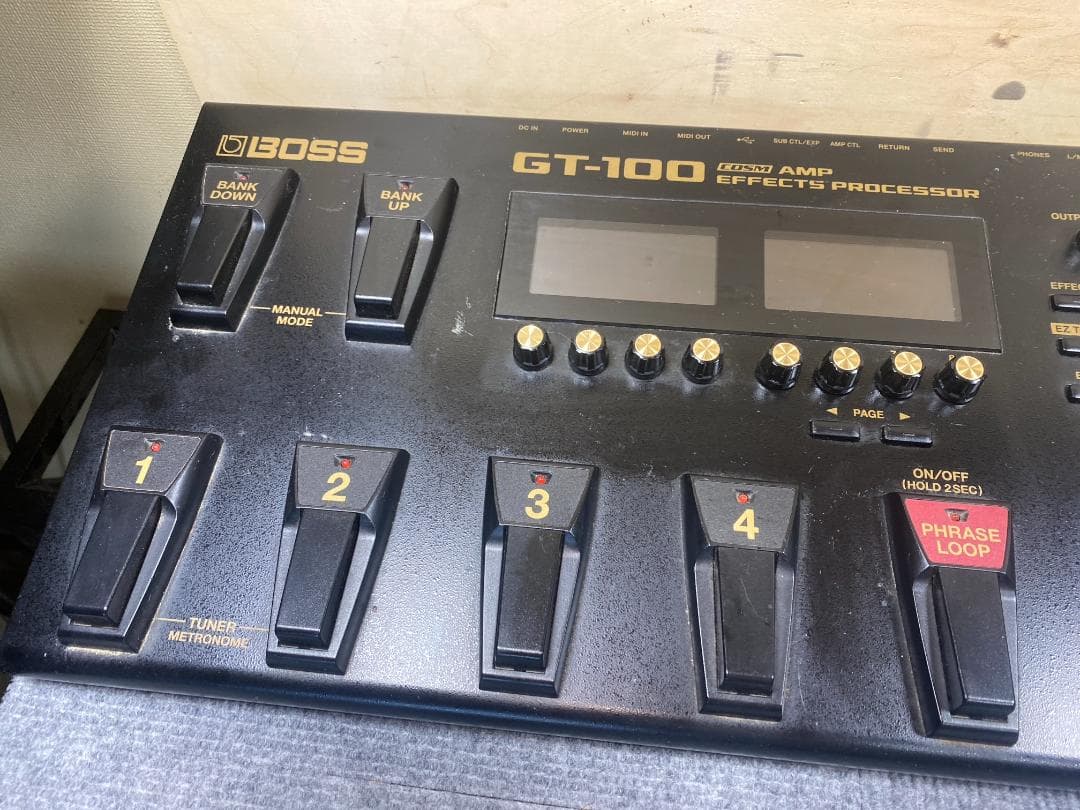 DC IN
POWER
MIDI IN
MIDI OUT
SUB CTL/EXP
AMP CTL
RETURN
SEND
PHONES
BOSS
GT-100 COSM AMP
EFFECTS PROCESSOR
BANK
DOWN
BANK
UP
MANUAL
MODE
PAGE
1
2
3
4
ON/OFF
(HOLD 2SEC)
PHRASE
LOOP
TUNER
METRONOME